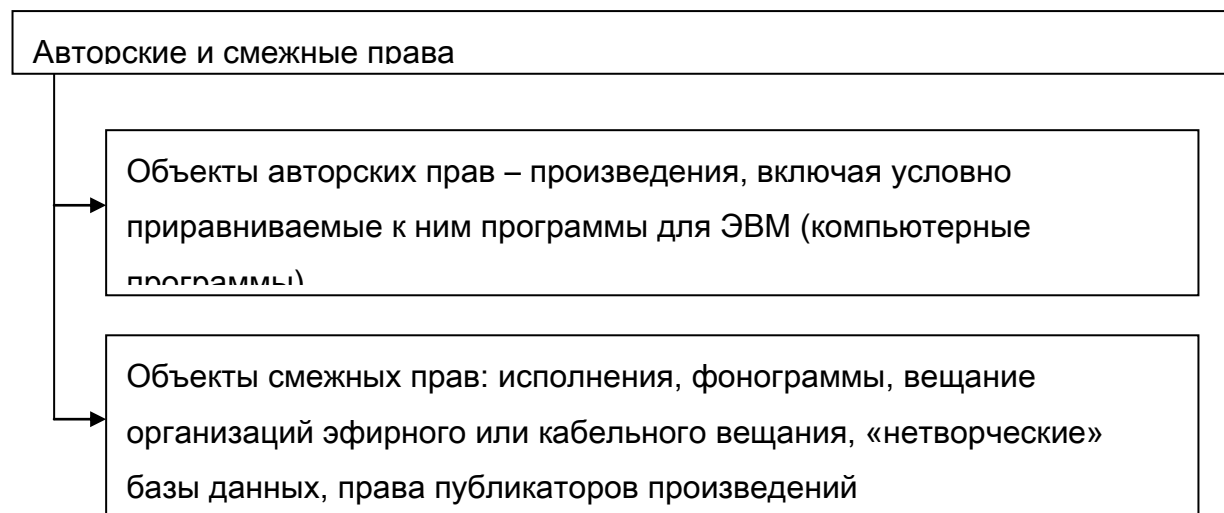 Авторские и смежные права
Объекты авторских прав – произведения, включая условно
приравниваемые к ним программы для ЭВМ (компьютерные
программы)
Объекты смежных прав: исполнения, фонограммы, вещание
организаций эфирного или кабельного вещания, «нетворческие»
базы данных, права публикаторов произведений